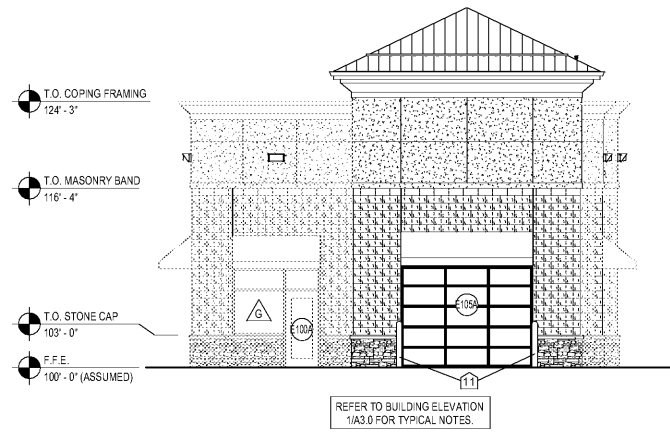 T.O. COPING FRAMING
124' - 3"
T.O. MASONRY BAND
116' - 4"
G
E100A
E105A
T.O. STONE CAP
103' - 0"
F.F.E.
100' - 0" (ASSUMED)
11
REFER TO BUILDING ELEVATION
1/A3.0 FOR TYPICAL NOTES.